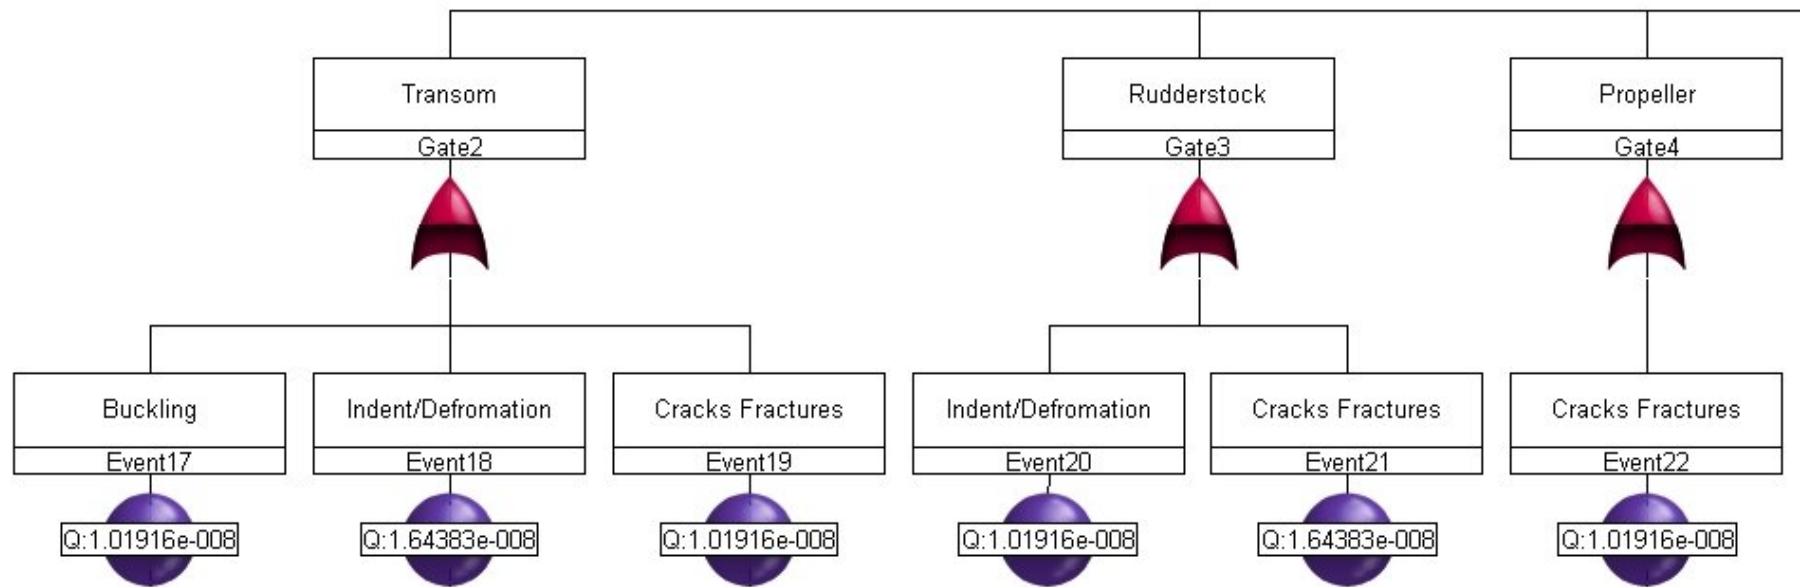 Transom
Gate2
Rudderstock
Gate3
Propeller
Gate4
Buckling
Event17
Q:1.01916e-008
Indent/Defromation
Event18
Q:1.64383e-008
Cracks Fractures
Event19
Q:1.01916e-008
Indent/Defromation
Event20
Q:1.01916e-008
Cracks Fractures
Event21
Q:1.64383e-008
Cracks Fractures
Event22
Q:1.01916e-008